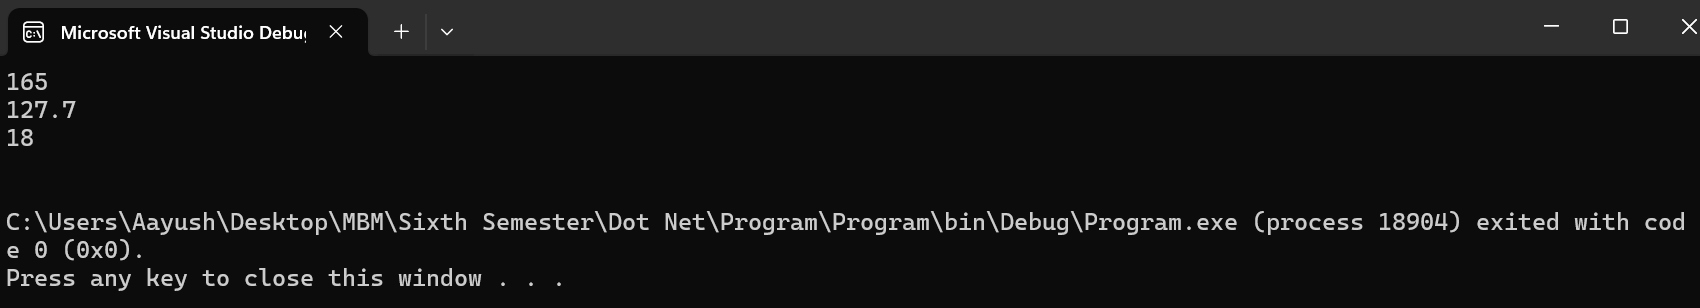 Microsoft Visual Studio Debu
165
127.7
18
C:\Users\Aayush\Desktop\MBM\Sixth Semester\Dot Net\Program\Program\bin\Debug\Program.exe (process 18904) exited with cod
e 0 (0x0).
Press any key to close this window . . .